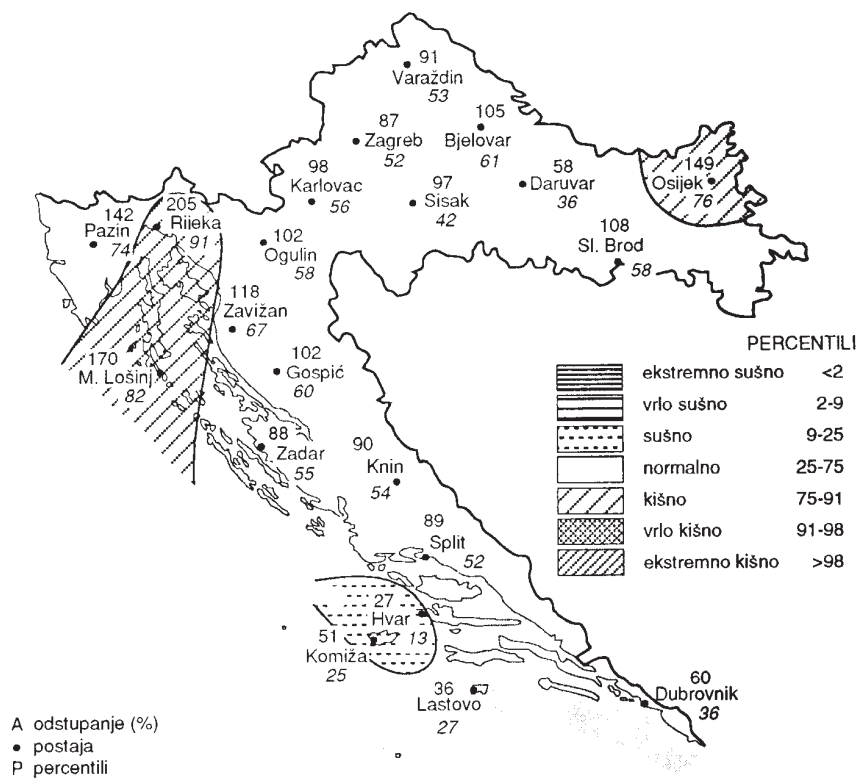 91
Varaždin
53
87
Zagreb
52
105
Bjelovar
61
98
Karlovac
56
97
Sisak
42
58
Daruvar
36
149
Osijek
76
142
Pazin
74
205
Rijeka
91
102
Ogulin
58
108
Sl. Brod
58
118
Zavižan
67
170
M. Lošinj
82
102
Gospić
60
88
Zadar
55
90
Knin
54
89
Split
52
27
Hvar
13
51
Komiža
25
36
Lastovo
27
60
Dubrovnik
36
PERCENTILI
ekstremno sušno <2
vrlo sušno 2-9
sušno 9-25
normalno 25-75
kišno 75-91
vrlo kišno 91-98
ekstremno kišno >98
A odstupanje (%)
• postaja
P percentili